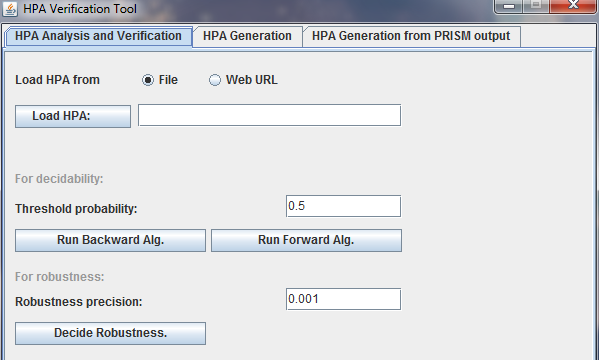 HPA Verification Tool
HPA Analysis and Verification HPA Generation HPA Generation from PRISM output
Load HPA from File Web URL
Load HPA:
For decidability:
Threshold probability: 0.5
Run Backward Alg. Run Forward Alg.
For robustness:
Robustness precision: 0.001
Decide Robustness.